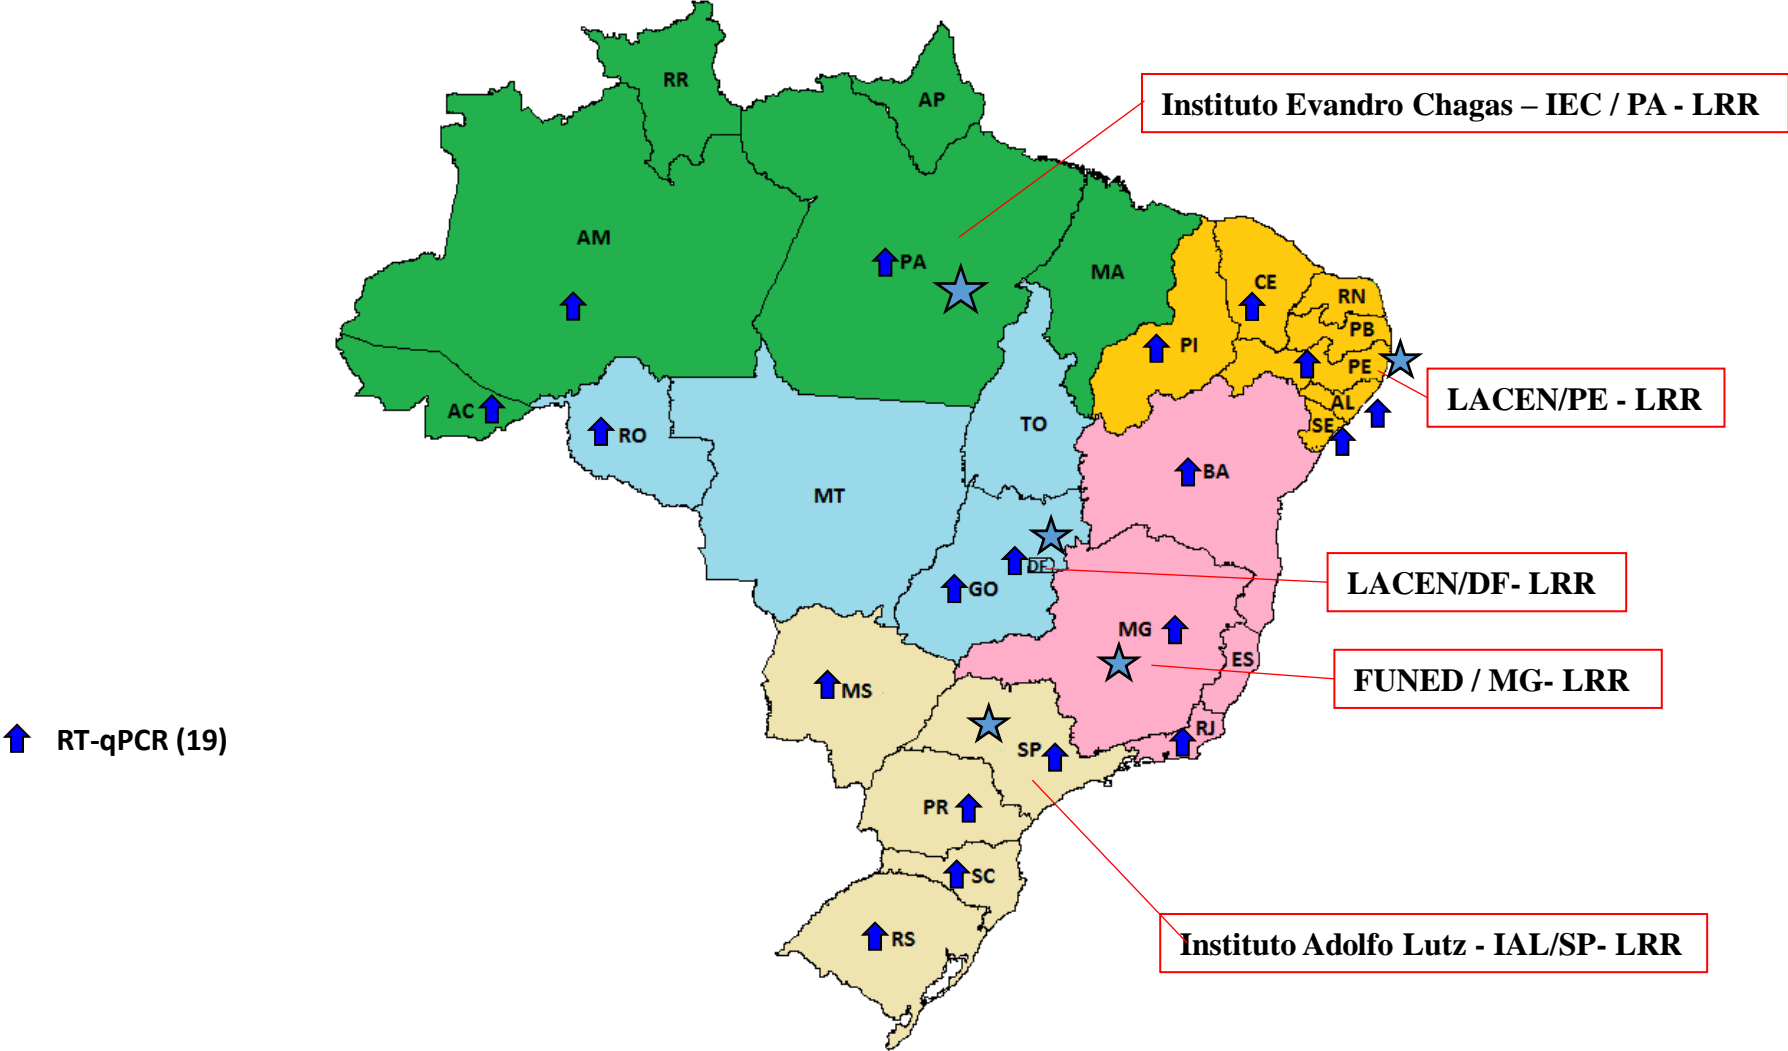 RR
AP
Instituto Evandro Chagas – IEC / PA - LRR
AM
PA
MA
CE
RN
PB
PI
PE
LACEN/PE - LRR
AL
AC
SE
RO
TO
BA
MT
DF
LACEN/DF- LRR
GO
MG
ES
FUNED / MG- LRR
MS
RJ
RT-qPCR (19)
SP
PR
SC
RS
Instituto Adolfo Lutz - IAL/SP- LRR